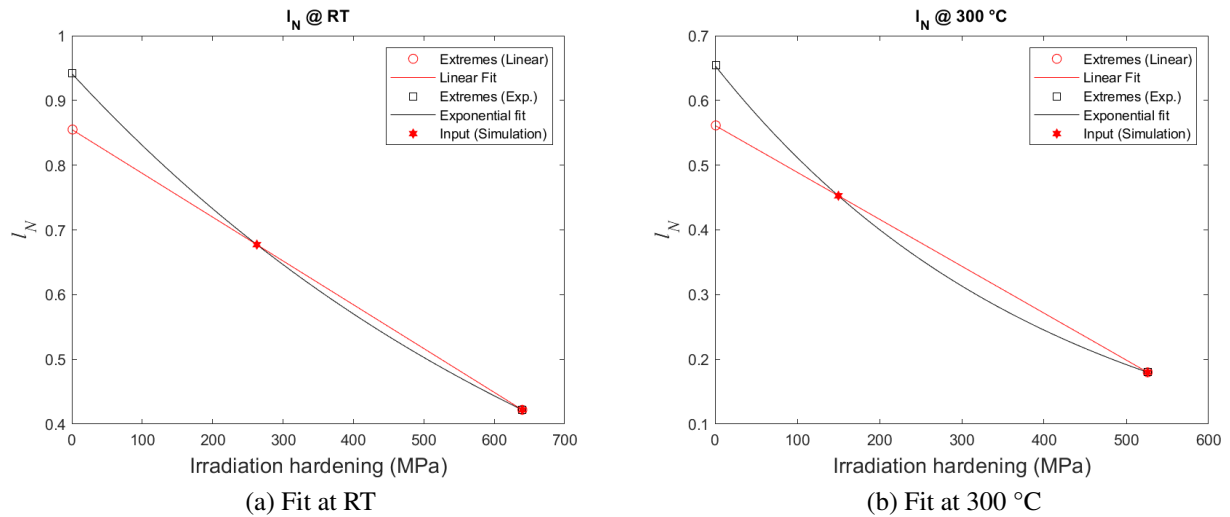 l_N @ RT
1
0.9
0.8
0.7
0.6
0.5
0.4
0 100 200 300 400 500 600 700
l_N
Irradiation hardening (MPa)
Extremes (Linear)
Linear Fit
Extremes (Exp.)
Exponential fit
Input (Simulation)
(a) Fit at RT
l_N @ 300 °C
0.7
0.6
0.5
0.4
0.3
0.2
0.1
0 100 200 300 400 500 600
l_N
Irradiation hardening (MPa)
Extremes (Linear)
Linear Fit
Extremes (Exp.)
Exponential fit
Input (Simulation)
(b) Fit at 300 °C